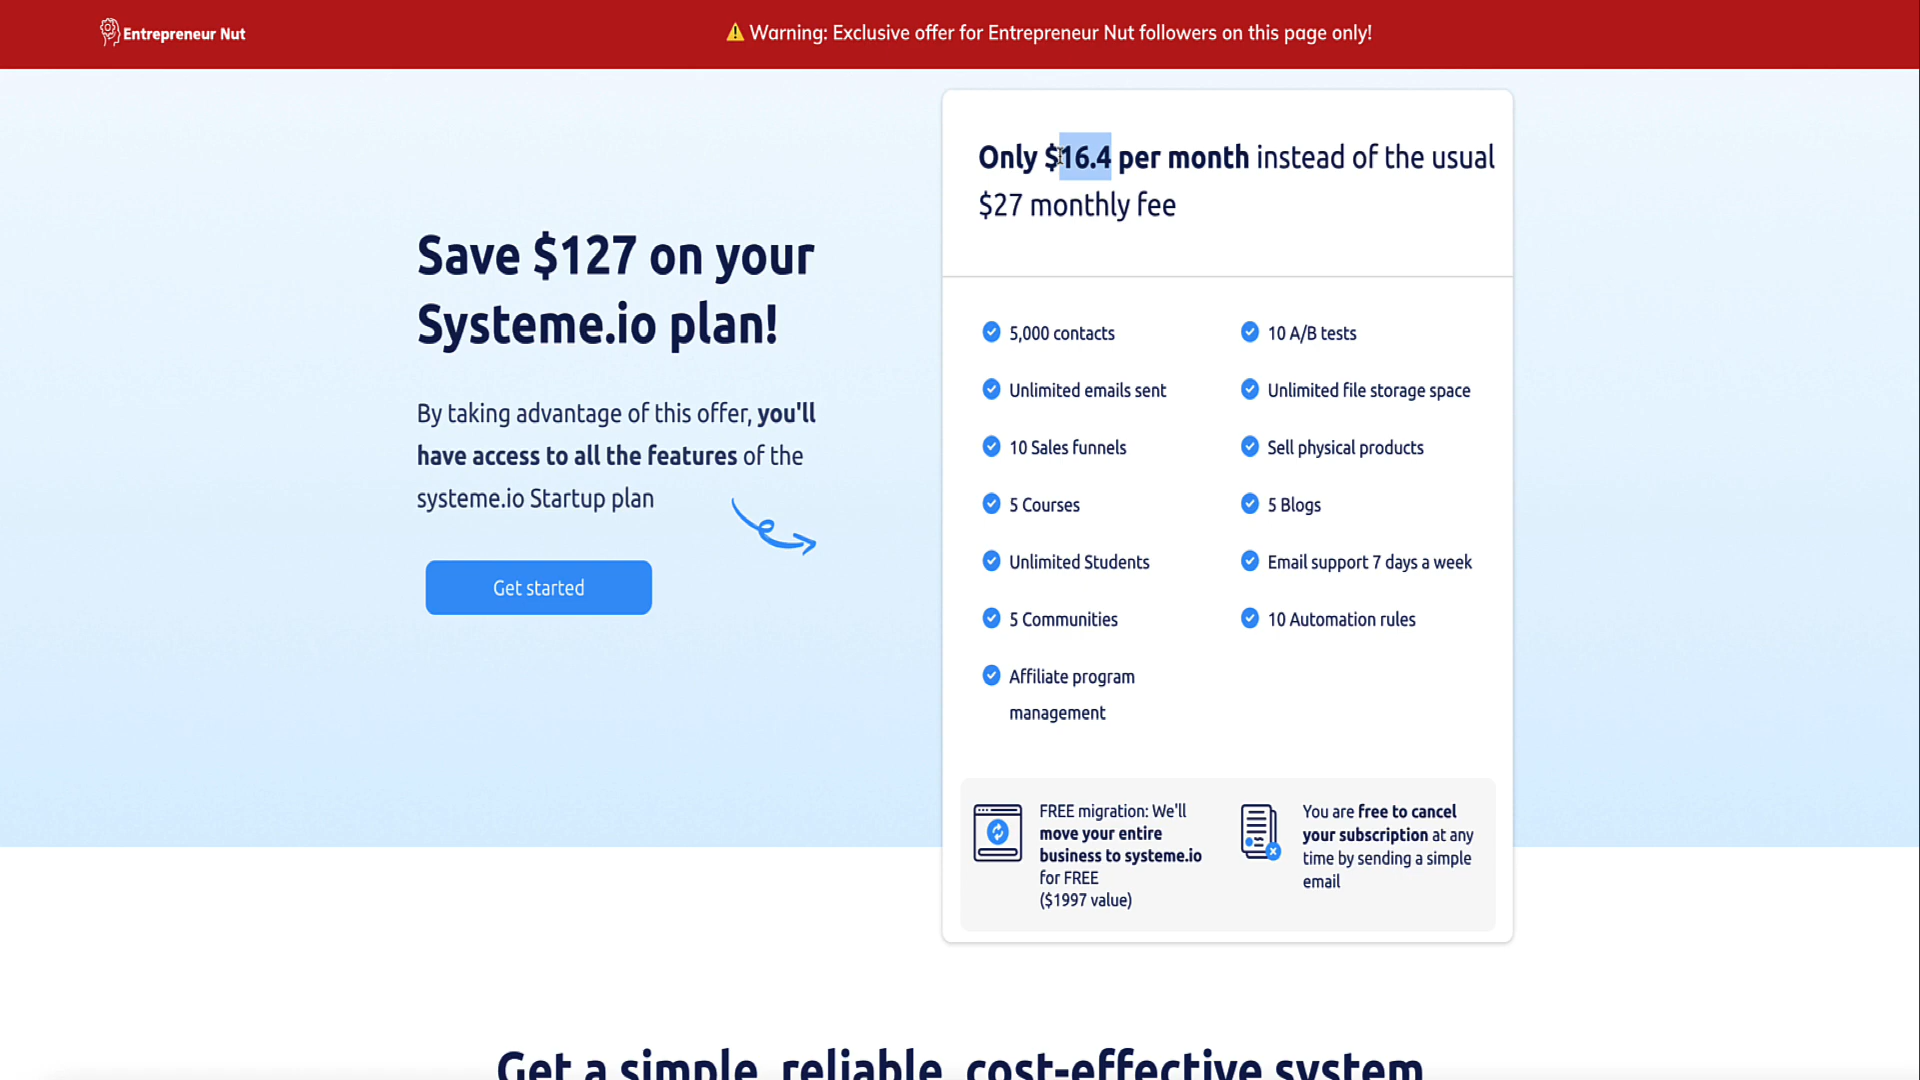 Entrepreneur Nut
⚠ Warning: Exclusive offer for Entrepreneur Nut followers on this page only!
Save $127 on your
Systeme.io plan!
By taking advantage of this offer, you'll
have access to all the features of the
systeme.io Startup plan
Get started
Only $16.4 per month instead of the usual
$27 monthly fee
5,000 contacts
Unlimited emails sent
10 Sales funnels
5 Courses
Unlimited Students
5 Communities
Affiliate program
management
10 A/B tests
Unlimited file storage space
Sell physical products
5 Blogs
Email support 7 days a week
10 Automation rules
FREE migration: We'll
move your entire
business to systeme.io
for FREE
($1997 value)
You are free to cancel
your subscription at any
time by sending a simple
email
Get a simple, reliable, cost-effective system